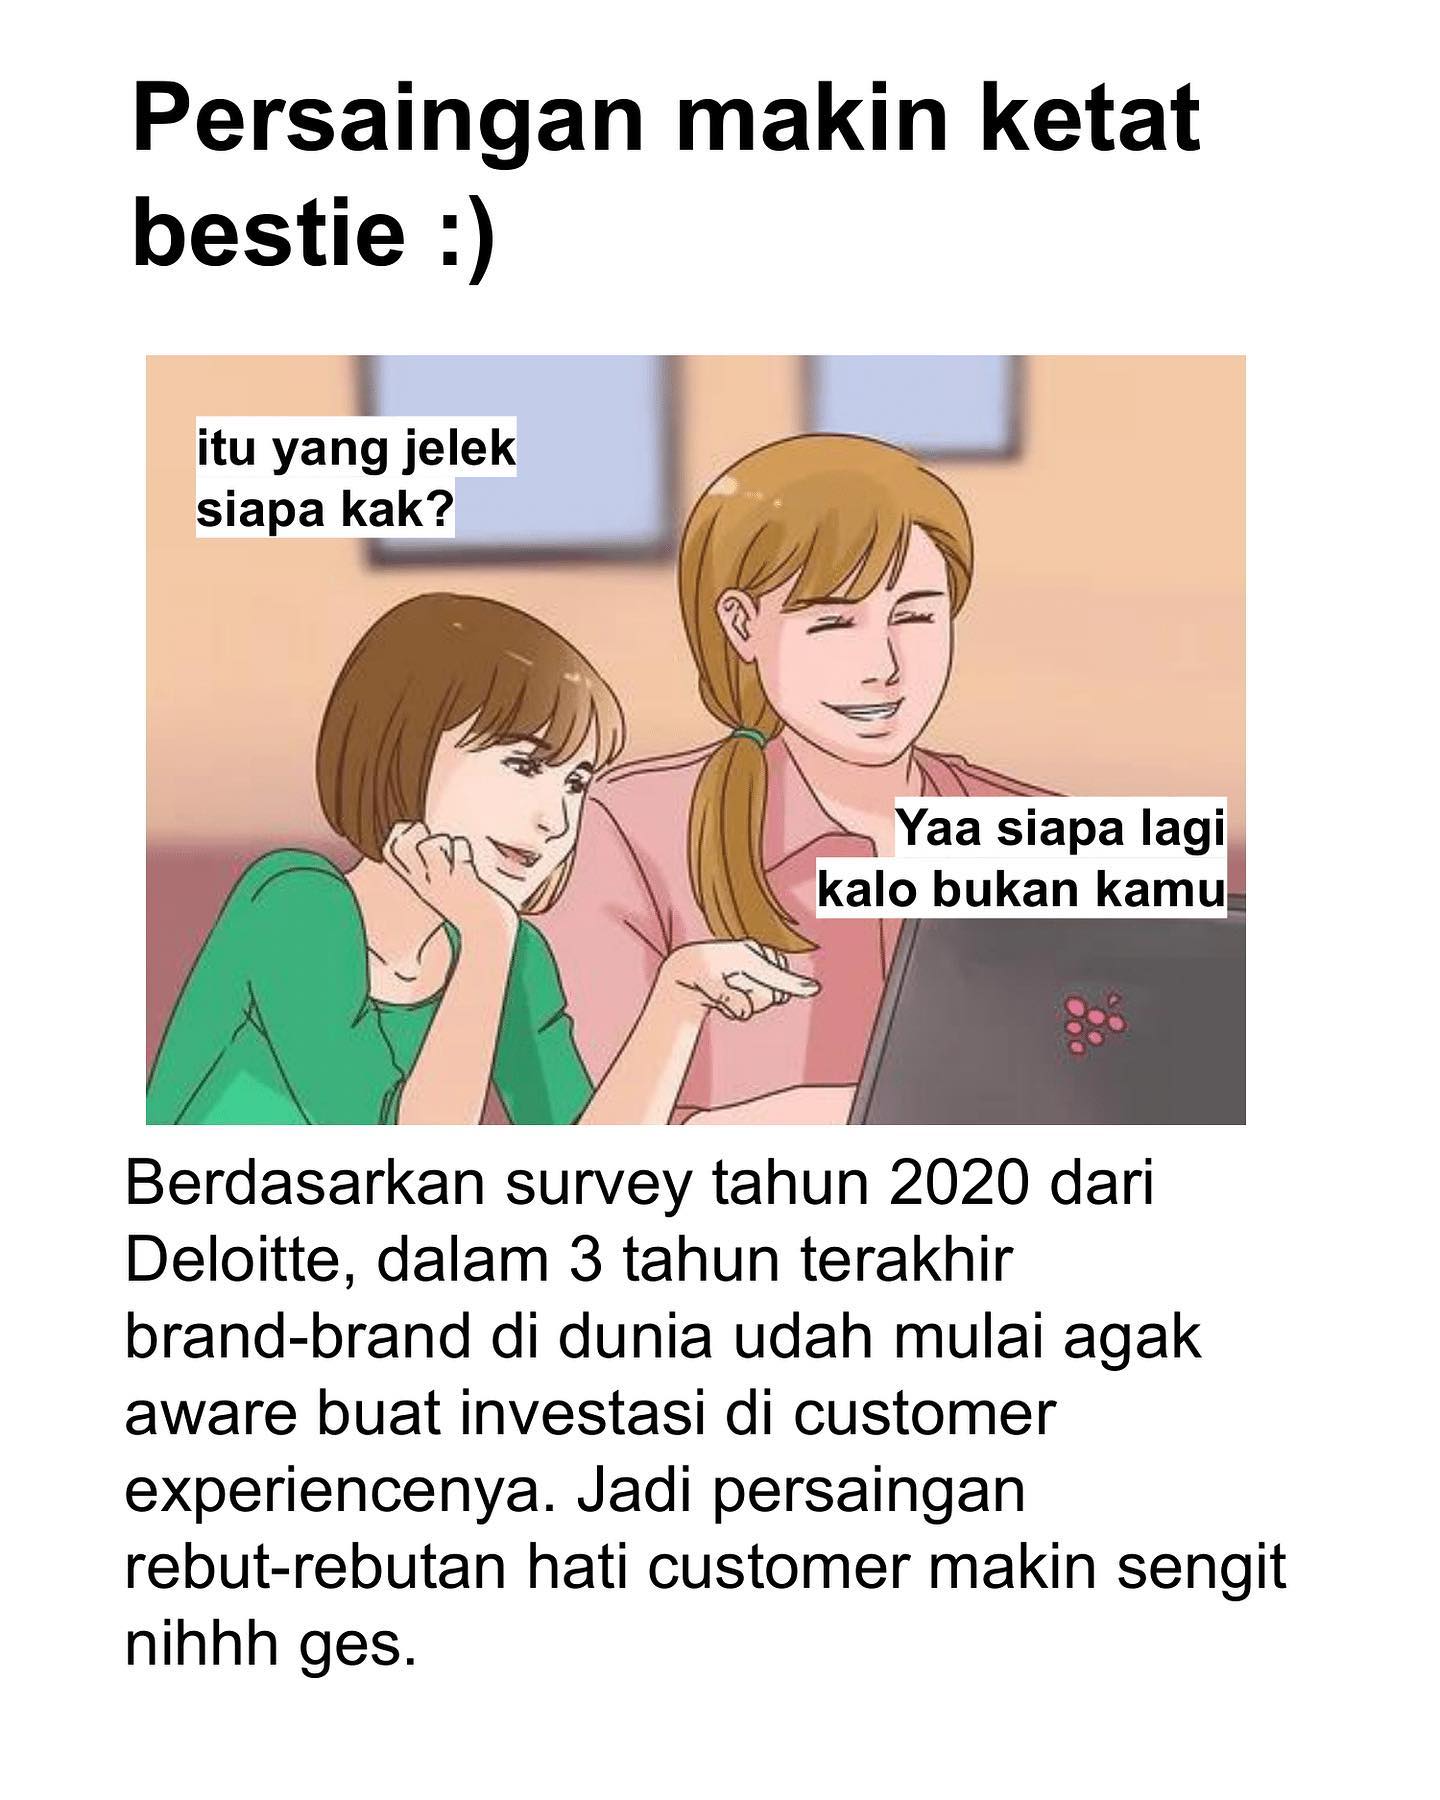 Persaingan makin ketat
bestie :)
itu yang jelek
siapa kak?
Yaa siapa lagi
kalo bukan kamu
Berdasarkan survey tahun 2020 dari
Deloitte, dalam 3 tahun terakhir
brand-brand di dunia udah mulai agak
aware buat investasi di customer
experiencenya. Jadi persaingan
rebut-rebutan hati customer makin sengit
nihhh ges.